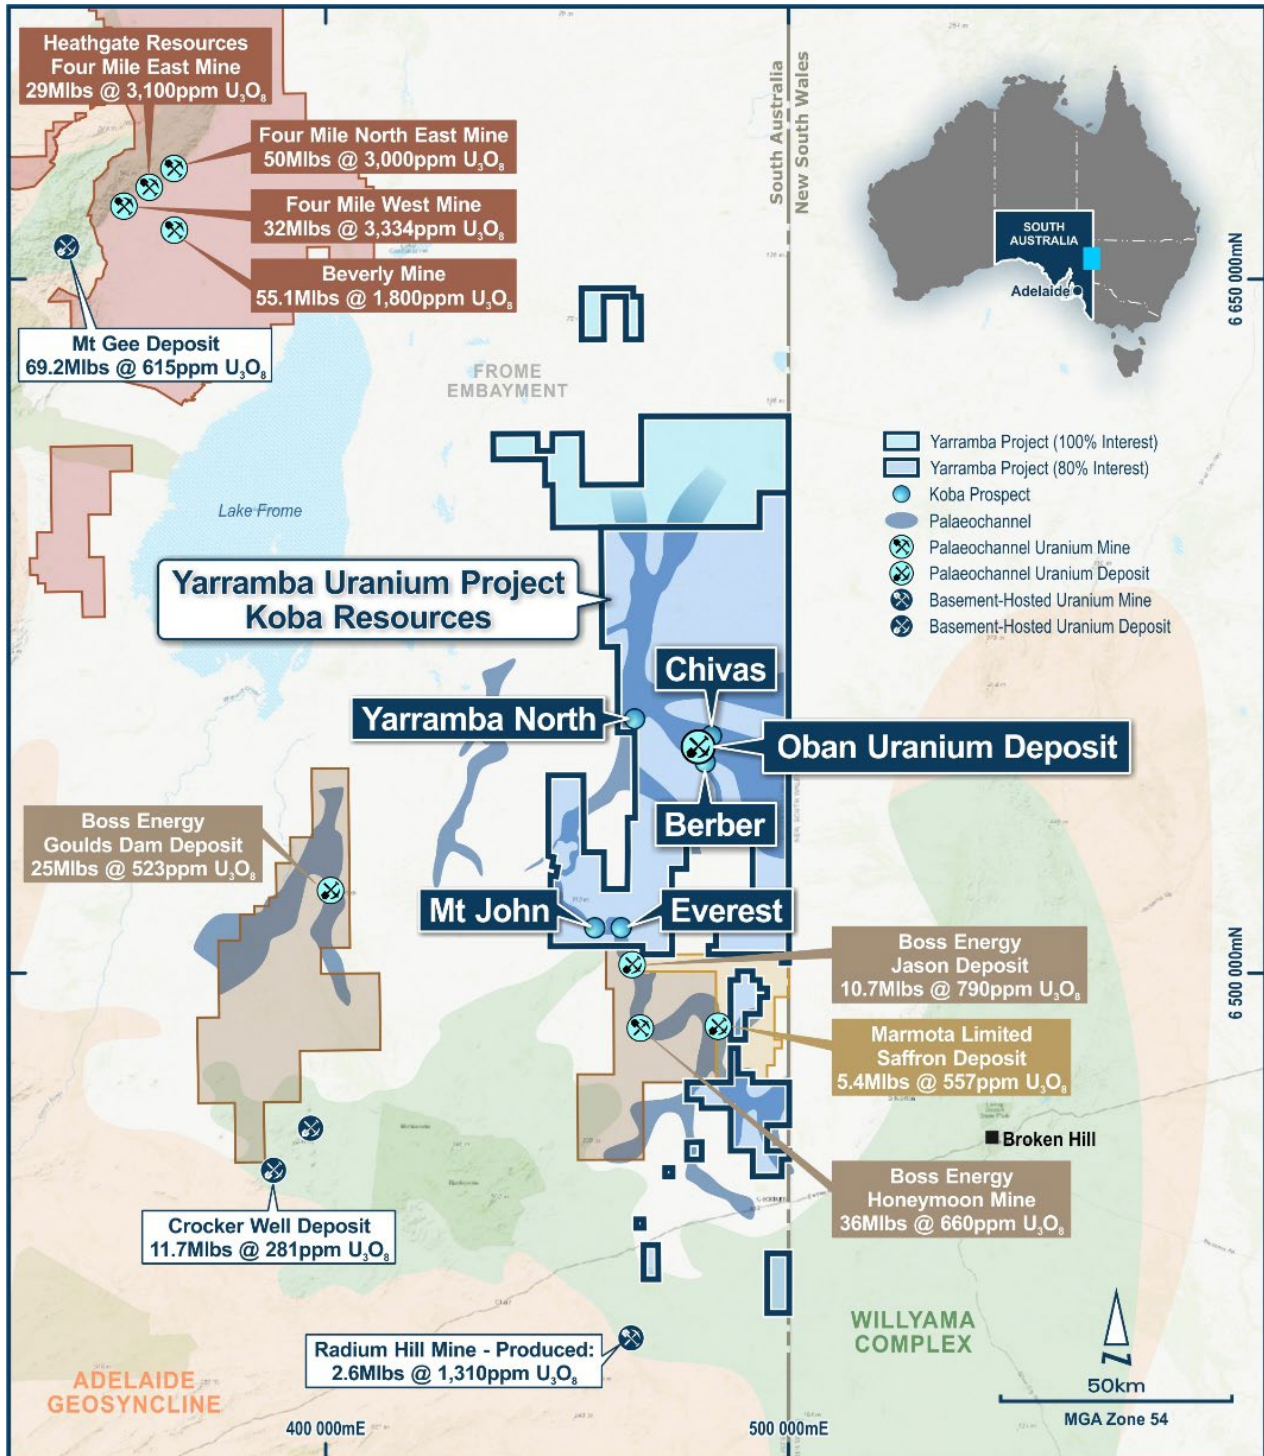 Heathgate Resources
Four Mile East Mine
29Mlbs @ 3,100ppm U₃O₈
Four Mile North East Mine
50Mlbs @ 3,000ppm U₃O₈
Four Mile West Mine
32Mlbs @ 3,334ppm U₃O₈
Beverly Mine
55.1Mlbs @ 1,800ppm U₃O₈
Mt Gee Deposit
69.2Mlbs @ 615ppm U₃O₈
South Australia
New South Wales
SOUTH
AUSTRALIA
Adelaide
6 650 000mN
FROME
EMBAYMENT
Yarramba Project (100% Interest)
Yarramba Project (80% Interest)
Koba Prospect
Palaeochannel
Palaeochannel Uranium Mine
Palaeochannel Uranium Deposit
Basement-Hosted Uranium Mine
Basement-Hosted Uranium Deposit
Lake Frome
Yarramba Uranium Project
Koba Resources
Chivas
Yarramba North
Oban Uranium Deposit
Berber
Boss Energy
Goulds Dam Deposit
25Mlbs @ 523ppm U₃O₈
Mt John
Everest
Boss Energy
Jason Deposit
10.7Mlbs @ 790ppm U₃O₈
6 500 000mN
Marmota Limited
Saffron Deposit
5.4Mlbs @ 557ppm U₃O₈
Broken Hill
Boss Energy
Honeymoon Mine
36Mlbs @ 660ppm U₃O₈
Crocker Well Deposit
11.7Mlbs @ 281ppm U₃O₈
Radium Hill Mine - Produced:
2.6Mlbs @ 1,310ppm U₃O₈
WILLYAMA
COMPLEX
ADELAIDE
GEOSYNCLINE
N
50km
MGA Zone 54
400 000mE
500 000mE